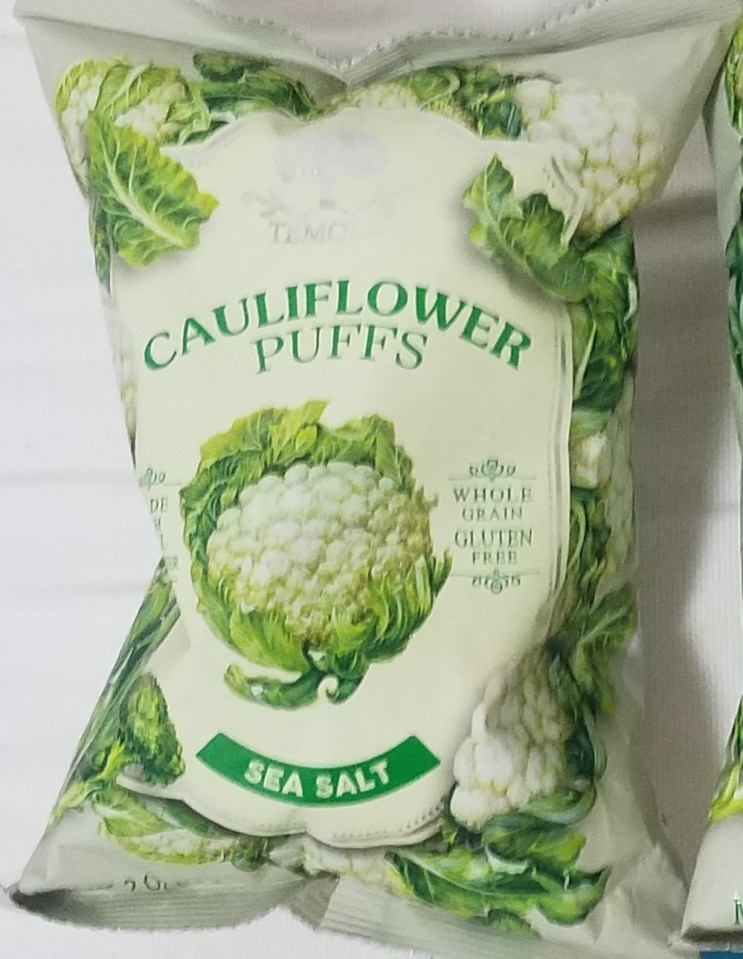 CAULIFLOWER
PUFFS
WHOLE
GRAIN
GLUTEN
FREE
SEA SALT